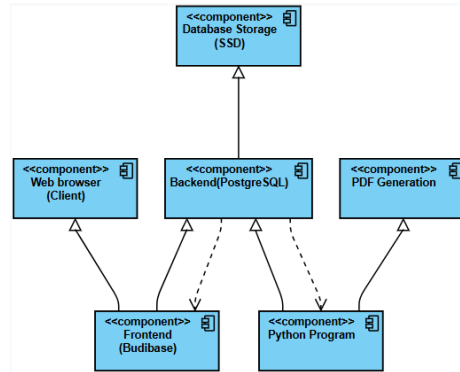 <<component>>
Database Storage
(SSD)
<<component>>
Web browser
(Client)
<<component>>
Backend(PostgreSQL)
<<component>>
PDF Generation
<<component>>
Frontend
(Budibase)
<<component>>
Python Program